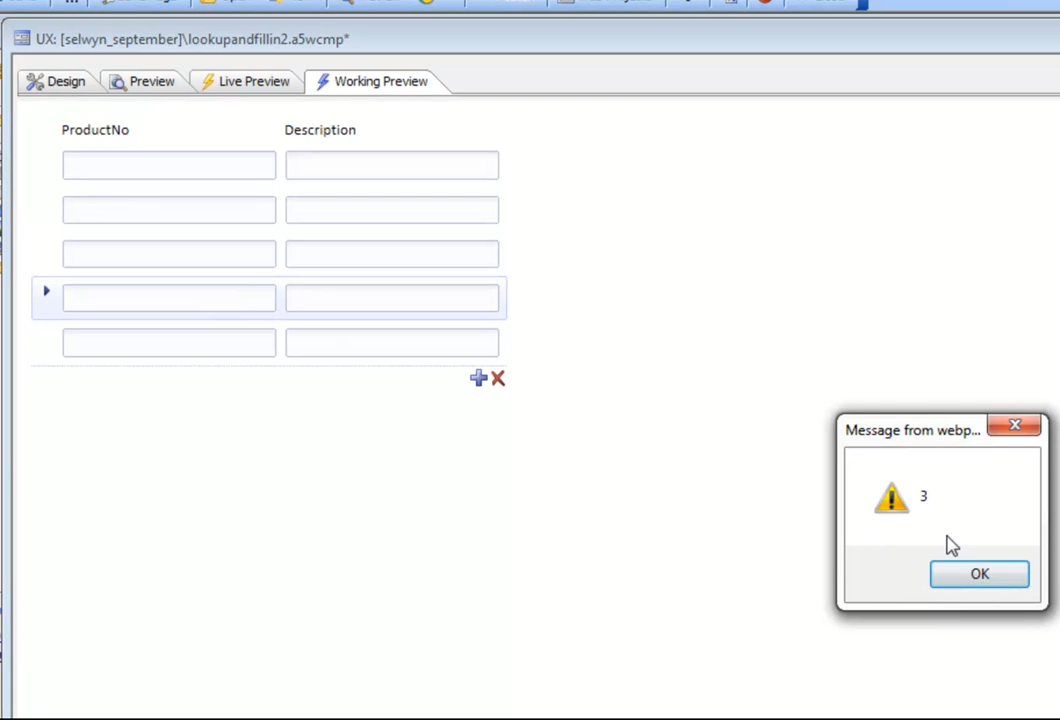 UX: [selwyn_september]\lookupandfillin2.a5wcmp*
Design Preview Live Preview Working Preview
ProductNo Description
Message from webp...
3
OK